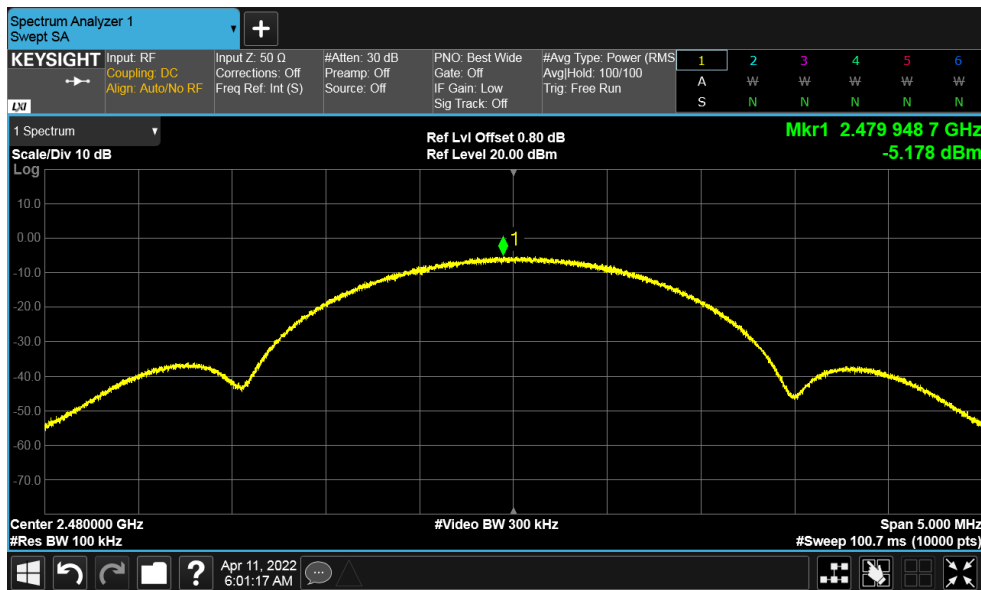 Spectrum Analyzer 1
Swept SA
+
KEYSIGHT
LXI
Input: RF
Coupling: DC
Align: Auto/No RF
Input Z: 50 Ω
Corrections: Off
Freq Ref: Int (S)
#Atten: 30 dB
Preamp: Off
Source: Off
PNO: Best Wide
Gate: Off
IF Gain: Low
Sig Track: Off
#Avg Type: Power (RMS
Avg|Hold: 100/100
Trig: Free Run
1 2 3 4 5 6
A W W W W W
S N N N N N
1 Spectrum
Scale/Div 10 dB
Log
Ref Lvl Offset 0.80 dB
Ref Level 20.00 dBm
Mkr1 2.479 948 7 GHz
-5.178 dBm
10.0
0.00
-10.0
-20.0
-30.0
-40.0
-50.0
-60.0
-70.0
1
Center 2.480000 GHz
#Res BW 100 kHz
#Video BW 300 kHz
Span 5.000 MHz
#Sweep 100.7 ms (10000 pts)
?
Apr 11, 2022
6:01:17 AM